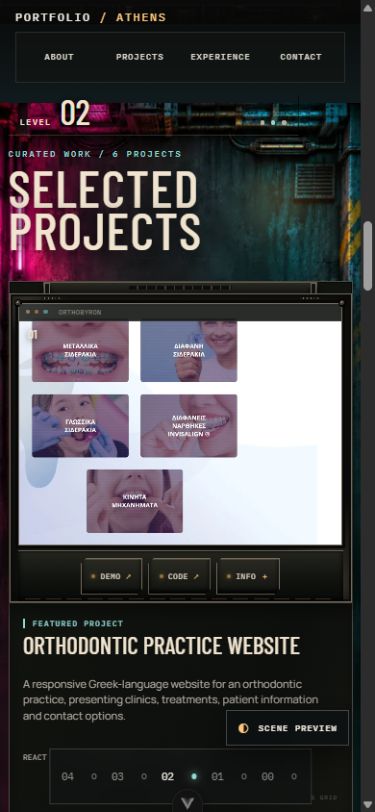 PORTFOLIO / ATHENS
ABOUT PROJECTS EXPERIENCE CONTACT
LEVEL 02
CURATED WORK / 6 PROJECTS
SELECTED
PROJECTS
ORTHOBYRON
01
ΜΕΤΑΛΛΙΚΑ
ΣΙΔΕΡΑΚΙΑ
ΔΙΑΦΑΝΗ
ΣΙΔΕΡΑΚΙΑ
ΓΛΩΣΣΙΚΑ
ΣΙΔΕΡΑΚΙΑ
ΔΙΑΦΑΝΕΙΣ
ΝΑΡΘΗΚΕΣ
INVISALIGN ®
ΚΙΝΗΤΑ
ΜΗΧΑΝΗΜΑΤΑ
DEMO ↗ CODE ↗ INFO +
FEATURED PROJECT
ORTHODONTIC PRACTICE WEBSITE
A responsive Greek-language website for an orthodontic
practice, presenting clinics, treatments, patient information
and contact options.
SCENE PREVIEW
REACT
04 03 02 01 00
GRID